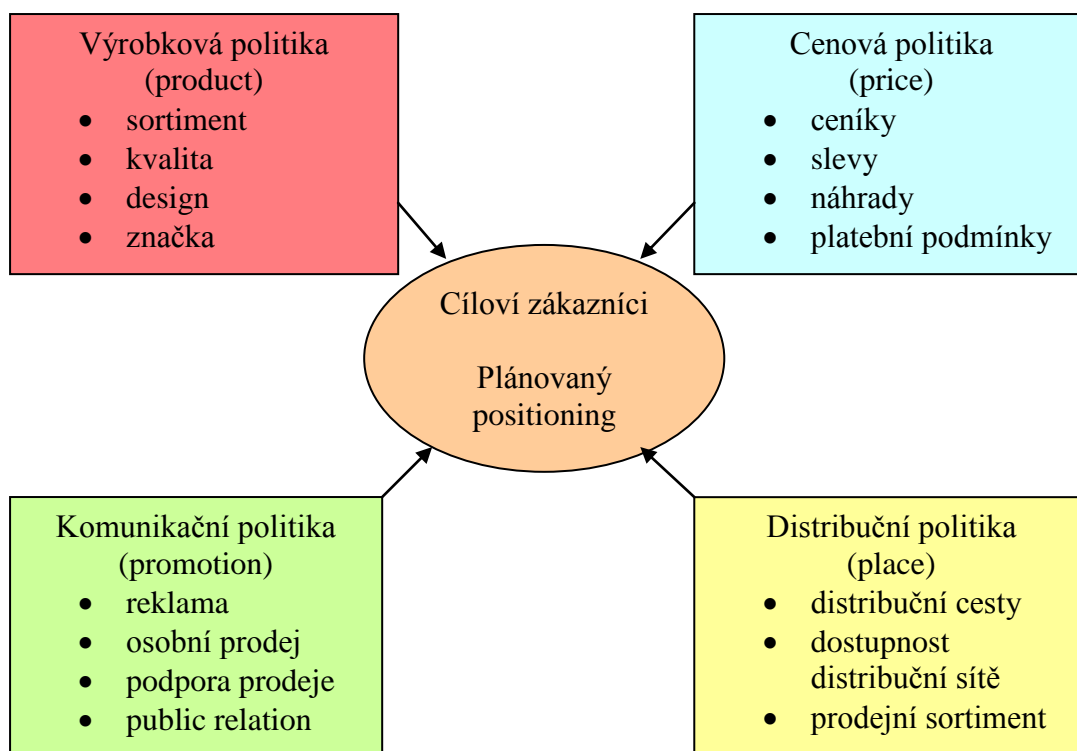 Výrobková politika
(product)
• sortiment
• kvalita
• design
• značka
Cenová politika
(price)
• ceníky
• slevy
• náhrady
• platební podmínky
Cíloví zákazníci
Plánovaný
positioning
Komunikační politika
(promotion)
• reklama
• osobní prodej
• podpora prodeje
• public relation
Distribuční politika
(place)
• distribuční cesty
• dostupnost
distribuční sítě
• prodejní sortiment